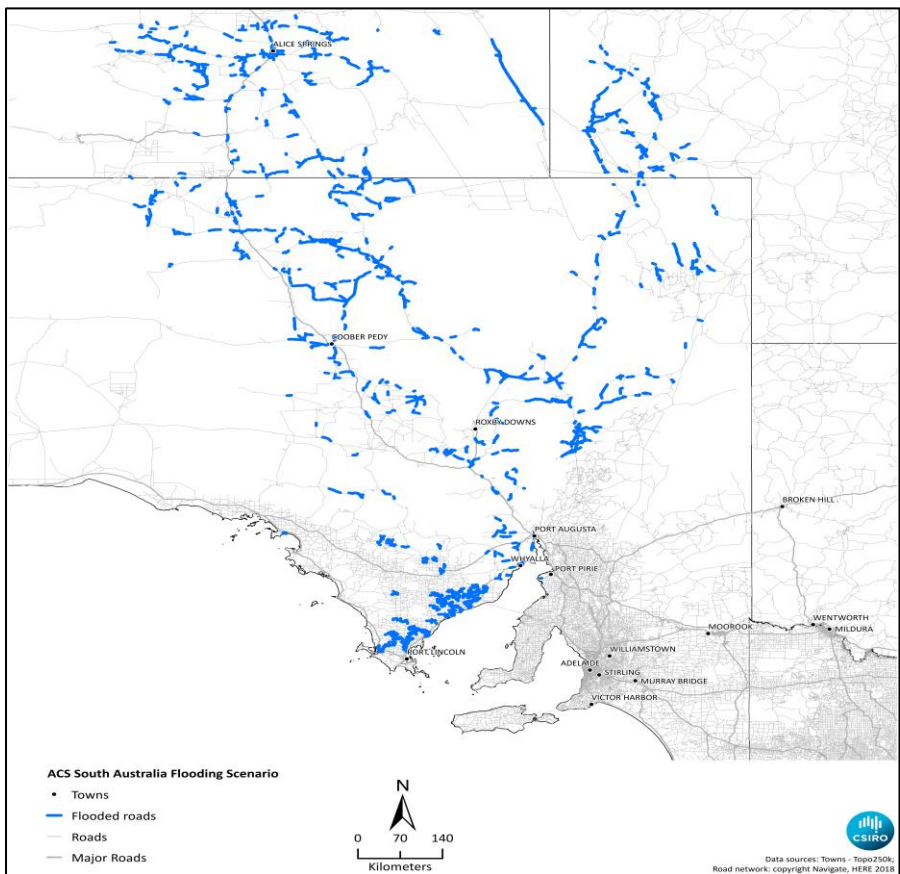 ALICE SPRINGS
COOBER PEDY
ROXBY DOWNS
BROKEN HILL
PORT AUGUSTA
WHYALLA
PORT PIRIE
WENTWORTH
MILDURA
MOOROOK
WILLIAMSTOWN
PORT LINCOLN
ADELAIDE
STIRLING
MURRAY BRIDGE
VICTOR HARBOR
ACS South Australia Flooding Scenario
Towns
Flooded roads
Roads
Major Roads
N
0 70 140
Kilometers
CSIRO
Data sources: Towns - Topo250k;
Road network: copyright Navigate, HERE 2018